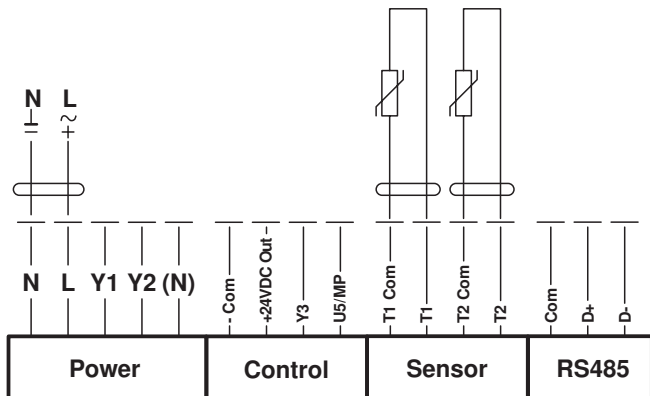 N L
N L Y1 Y2 (N)
- Com
+24VDC Out -
Y3
U5/MP
T1 Com
T1
T2 Com
T2
Com
D+
D-
Power
Control
Sensor
RS485